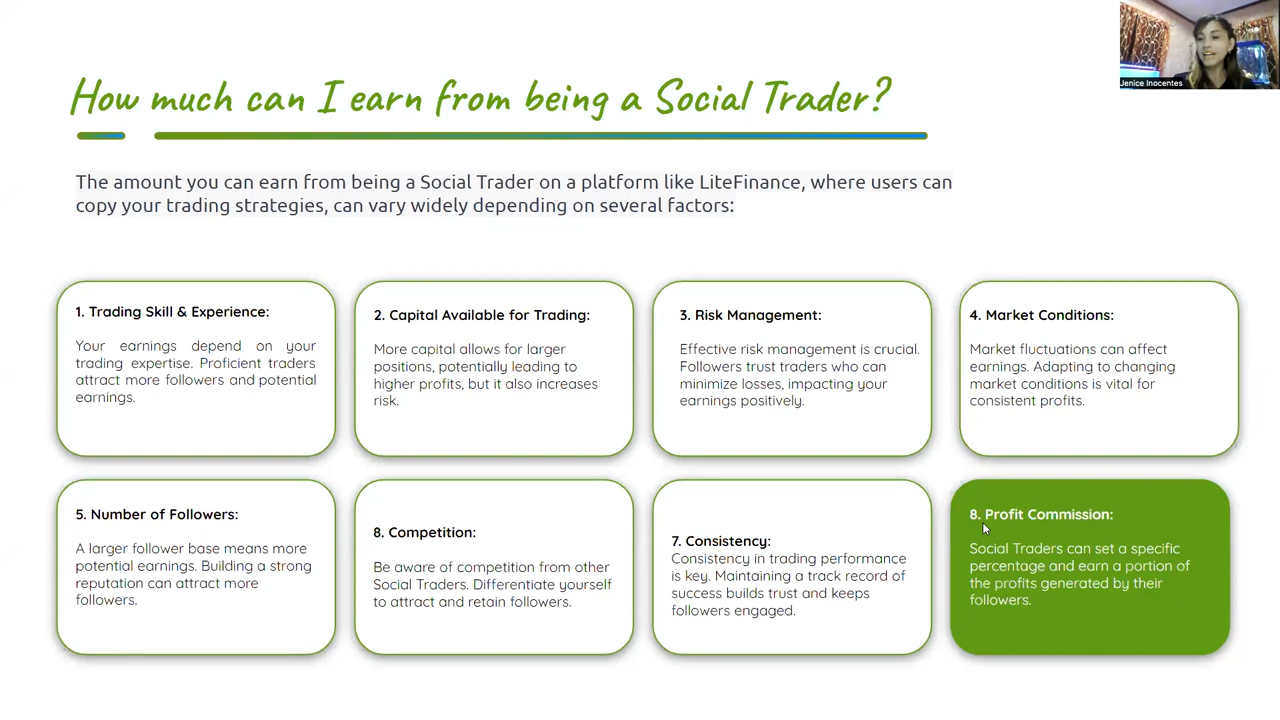 Jenice Inocentes
How much can I earn from being a Social Trader?
The amount you can earn from being a Social Trader on a platform like LiteFinance, where users can
copy your trading strategies, can vary widely depending on several factors:
1. Trading Skill & Experience:
Your earnings depend on your
trading expertise. Proficient traders
attract more followers and potential
earnings.
2. Capital Available for Trading:
More capital allows for larger
positions, potentially leading to
higher profits, but it also increases
risk.
3. Risk Management:
Effective risk management is crucial.
Followers trust traders who can
minimize losses, impacting your
earnings positively.
4. Market Conditions:
Market fluctuations can affect
earnings. Adapting to changing
market conditions is vital for
consistent profits.
5. Number of Followers:
A larger follower base means more
potential earnings. Building a strong
reputation can attract more
followers.
8. Competition:
Be aware of competition from other
Social Traders. Differentiate yourself
to attract and retain followers.
7. Consistency:
Consistency in trading performance
is key. Maintaining a track record of
success builds trust and keeps
followers engaged.
8. Profit Commission:
Social Traders can set a specific
percentage and earn a portion of
the profits generated by their
followers.